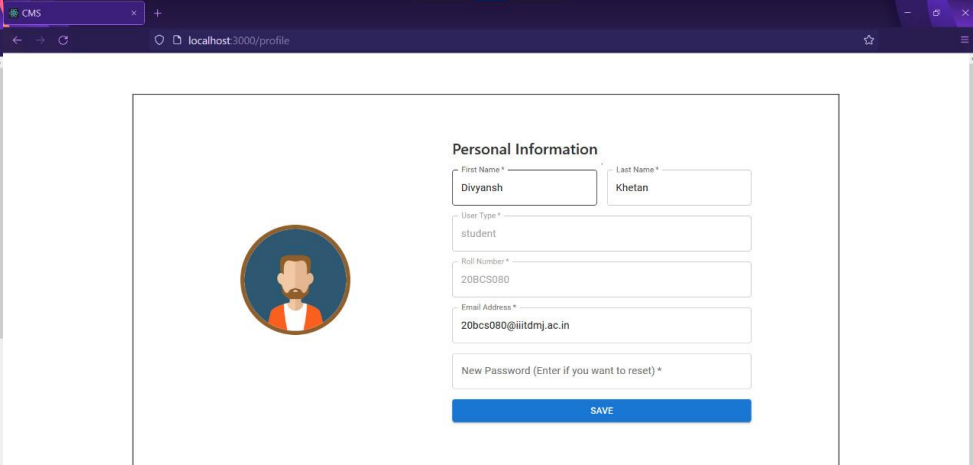 CMS
localhost:3000/profile
Personal Information
First Name *
Last Name *
Divyansh
Khetan
User Type *
student
Roll Number *
20BCS080
Email Address *
20bcs080@iiitdmj.ac.in
New Password (Enter if you want to reset) *
SAVE